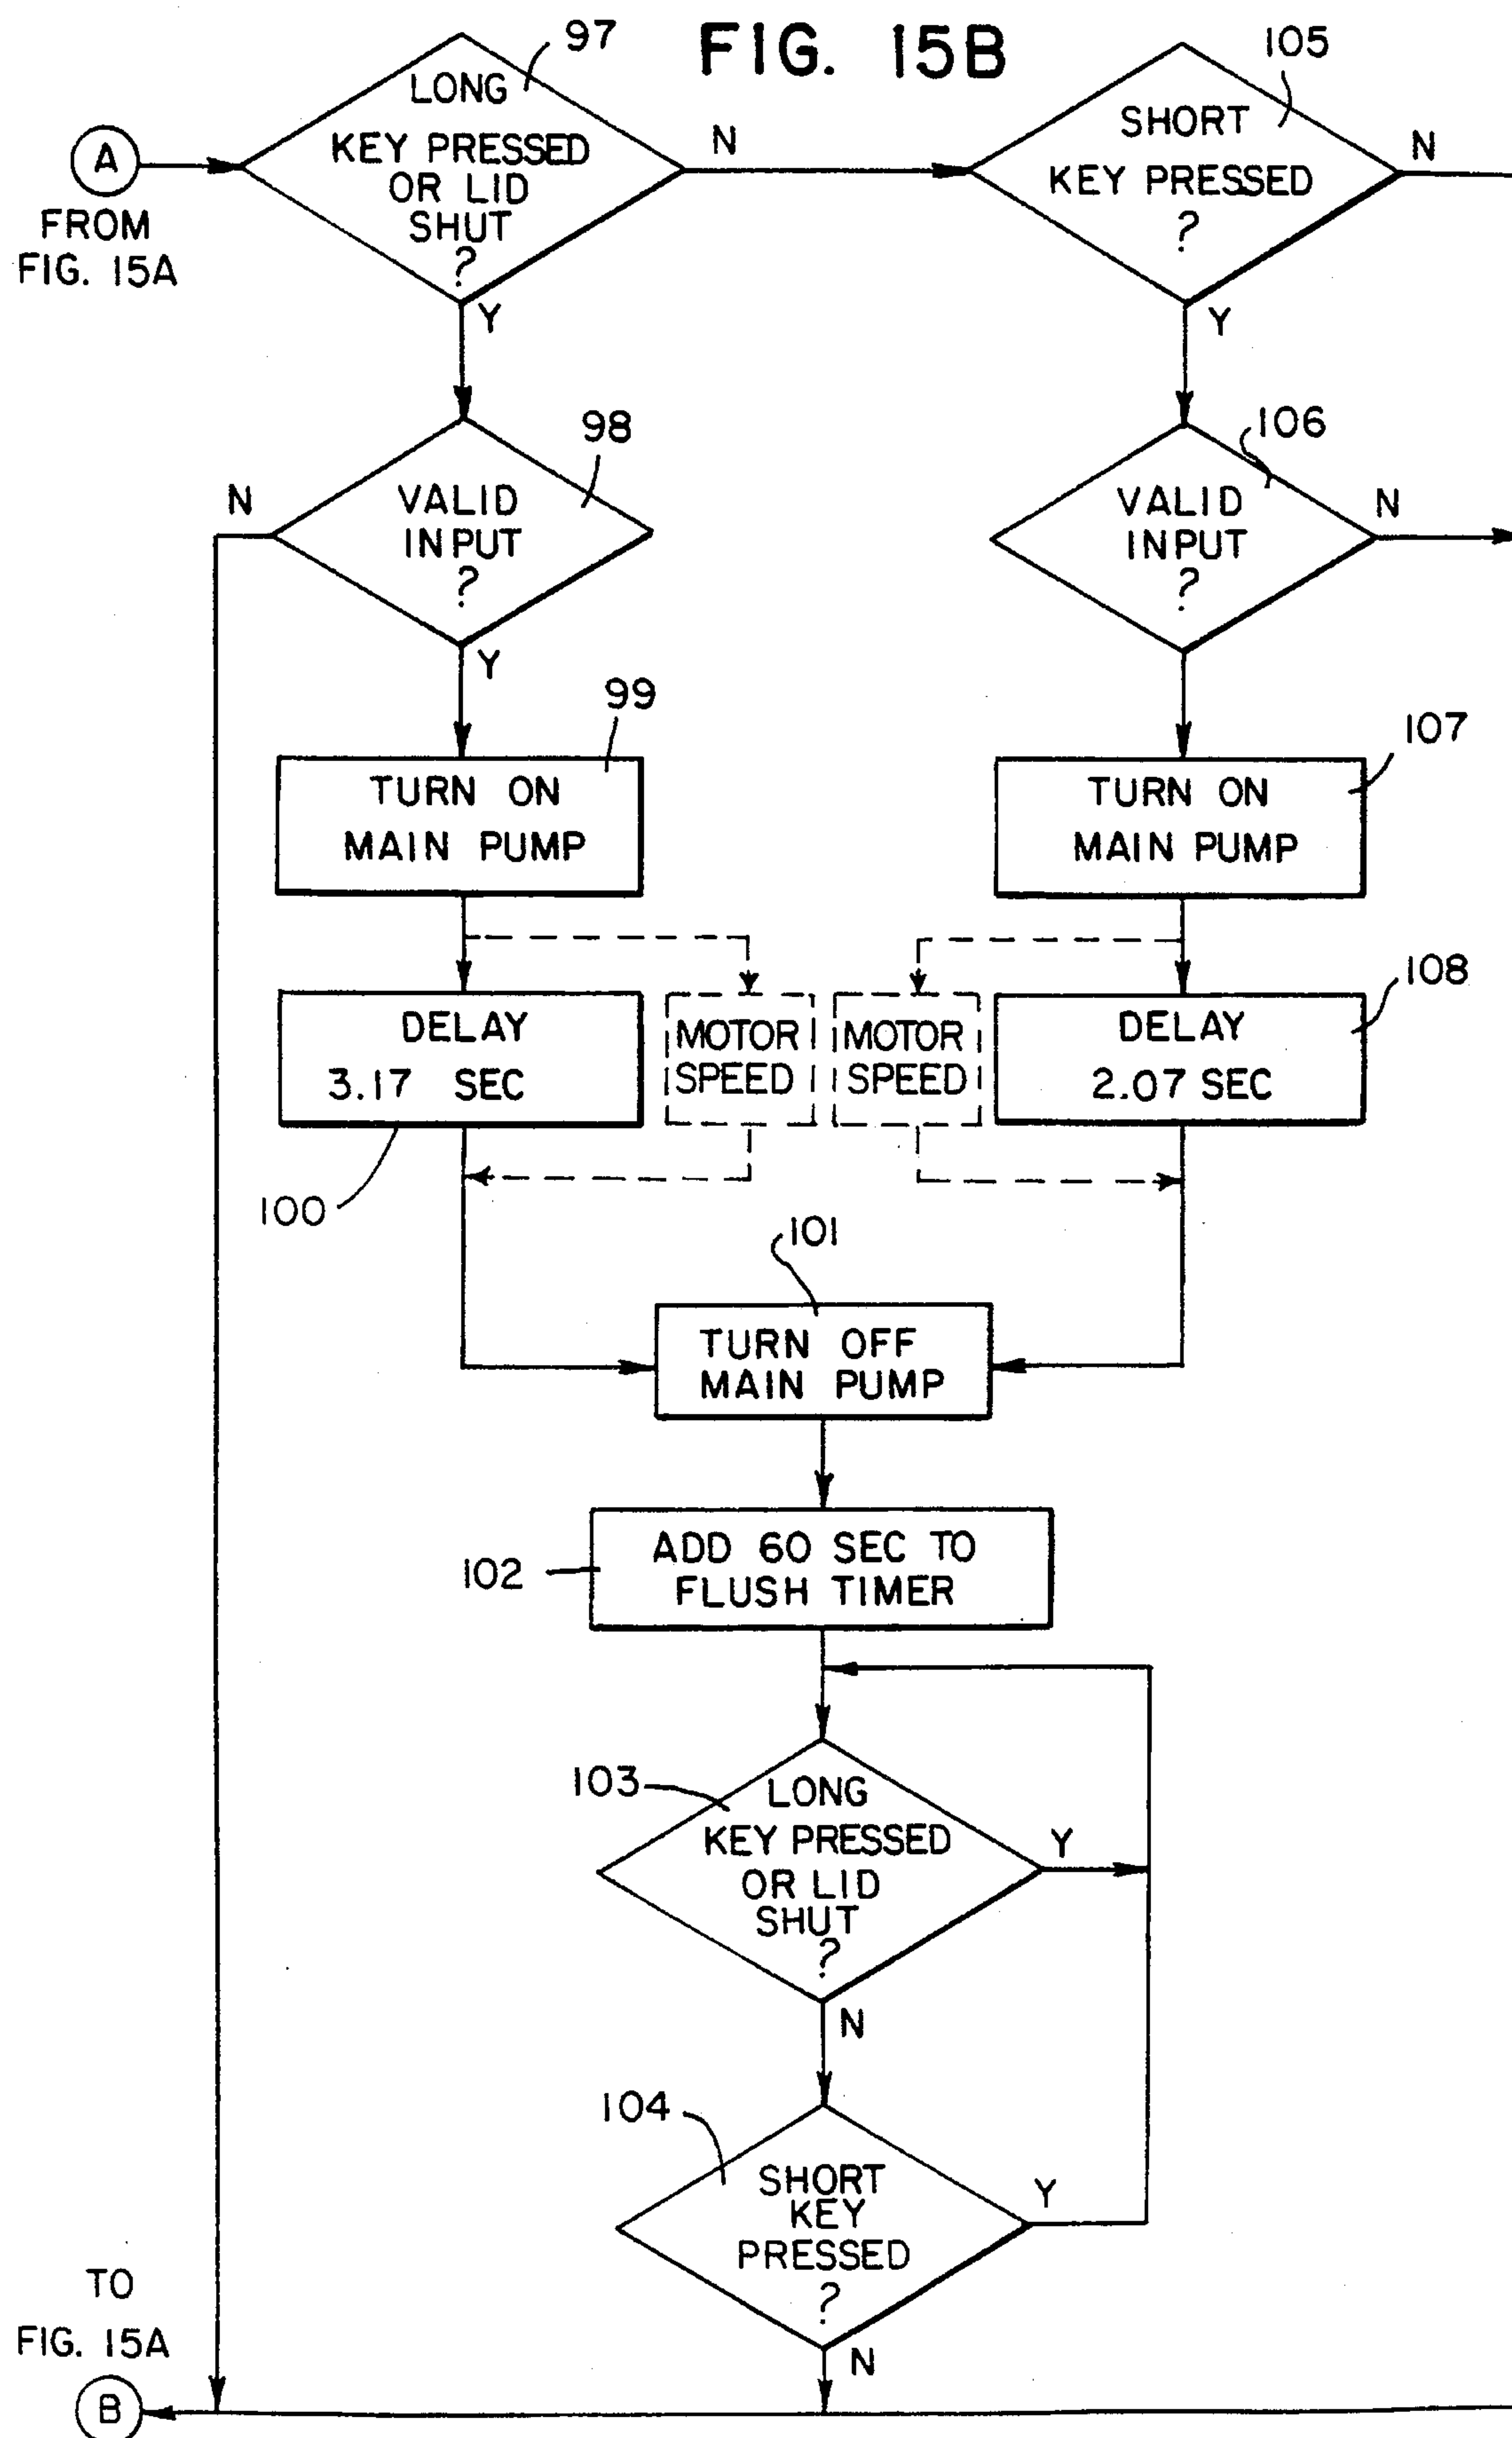 FIG. 15B
97
105
A
FROM
FIG. 15A
LONG
KEY PRESSED
OR LID
SHUT
?
N
Y
SHORT
KEY PRESSED
?
N
Y
98
N
VALID
INPUT
?
Y
106
VALID
INPUT
?
N
99
TURN ON
MAIN PUMP
107
TURN ON
MAIN PUMP
DELAY
3.17 SEC
100
MOTOR
SPEED
MOTOR
SPEED
108
DELAY
2.07 SEC
101
TURN OFF
MAIN PUMP
102
ADD 60 SEC TO
FLUSH TIMER
103
LONG
KEY PRESSED
OR LID
SHUT
?
Y
N
104
SHORT
KEY
PRESSED
?
Y
N
TO
FIG. 15A
B